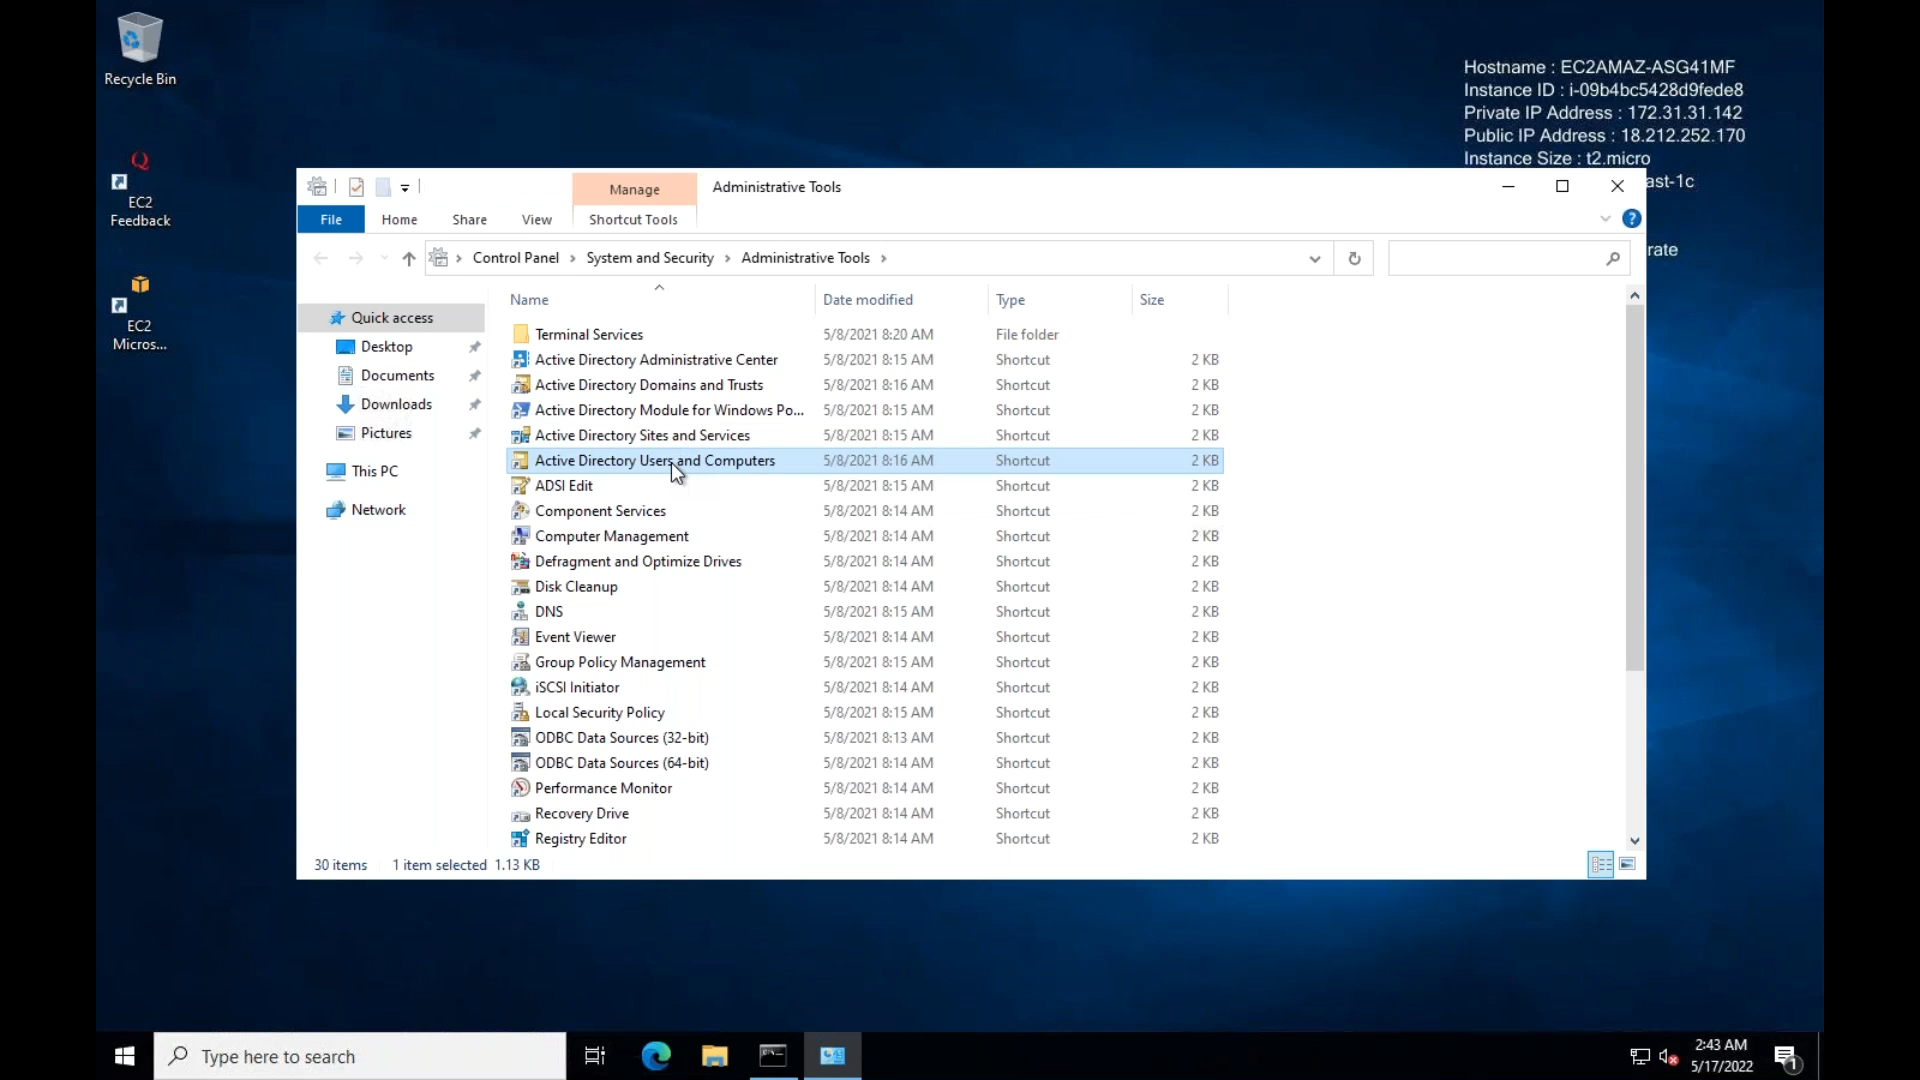 Recycle Bin
EC2
Feedback
EC2
Micros...
Hostname : EC2AMAZ-ASG41MF
Instance ID : i-09b4bc5428d9fede8
Private IP Address : 172.31.31.142
Public IP Address : 18.212.252.170
Instance Size : t2.micro
ast-1c
rate
Manage
Administrative Tools
File
Home
Share
View
Shortcut Tools
Control Panel
System and Security
Administrative Tools
Quick access
Desktop
Documents
Downloads
Pictures
This PC
Network
Name Date modified Type Size
Terminal Services 5/8/2021 8:20 AM File folder
Active Directory Administrative Center 5/8/2021 8:15 AM Shortcut 2 KB
Active Directory Domains and Trusts 5/8/2021 8:16 AM Shortcut 2 KB
Active Directory Module for Windows Po... 5/8/2021 8:15 AM Shortcut 2 KB
Active Directory Sites and Services 5/8/2021 8:15 AM Shortcut 2 KB
Active Directory Users and Computers 5/8/2021 8:16 AM Shortcut 2 KB
ADSI Edit 5/8/2021 8:15 AM Shortcut 2 KB
Component Services 5/8/2021 8:14 AM Shortcut 2 KB
Computer Management 5/8/2021 8:14 AM Shortcut 2 KB
Defragment and Optimize Drives 5/8/2021 8:14 AM Shortcut 2 KB
Disk Cleanup 5/8/2021 8:14 AM Shortcut 2 KB
DNS 5/8/2021 8:15 AM Shortcut 2 KB
Event Viewer 5/8/2021 8:14 AM Shortcut 2 KB
Group Policy Management 5/8/2021 8:15 AM Shortcut 2 KB
iSCSI Initiator 5/8/2021 8:14 AM Shortcut 2 KB
Local Security Policy 5/8/2021 8:15 AM Shortcut 2 KB
ODBC Data Sources (32-bit) 5/8/2021 8:13 AM Shortcut 2 KB
ODBC Data Sources (64-bit) 5/8/2021 8:14 AM Shortcut 2 KB
Performance Monitor 5/8/2021 8:14 AM Shortcut 2 KB
Recovery Drive 5/8/2021 8:14 AM Shortcut 2 KB
Registry Editor 5/8/2021 8:14 AM Shortcut 2 KB
30 items 1 item selected 1.13 KB
Type here to search
2:43 AM
5/17/2022
1